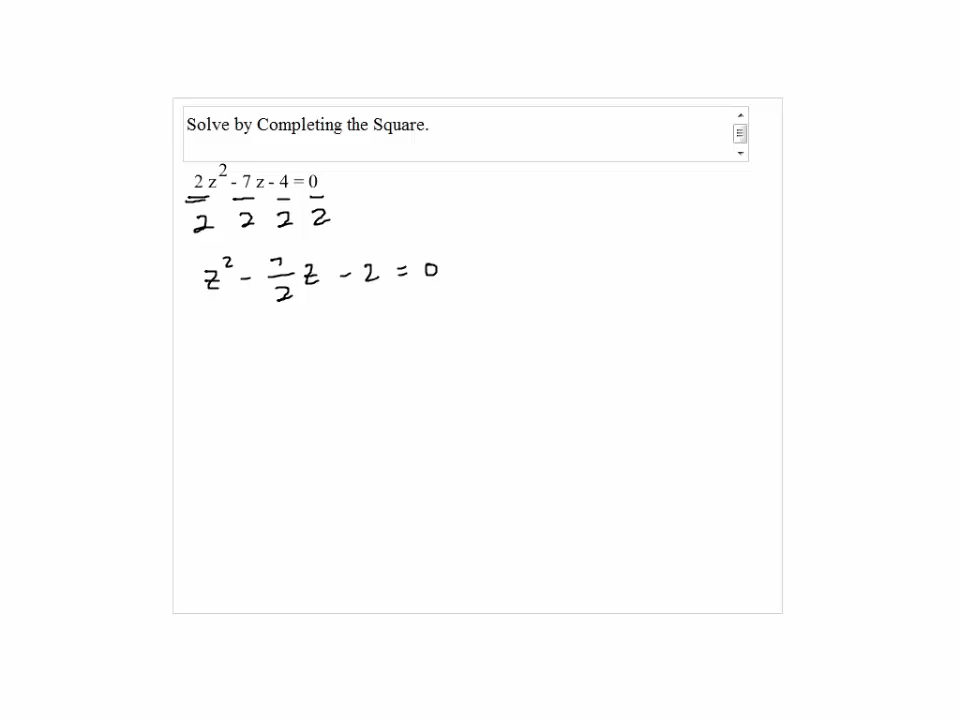 Solve by Completing the Square.
2 z² - 7 z - 4 = 0
2 2 2 2
z² - 7/2 z - 2 = 0